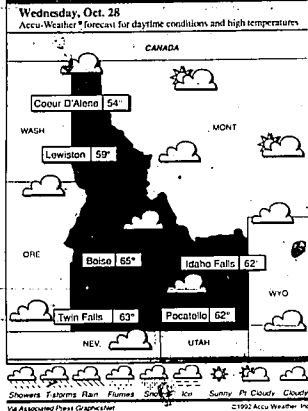 Wednesday, Oct. 28
Accu-Weather® forecast for daytime conditions and high temperatures
CANADA
Coeur D'Alene 54°
WASH
MONT
Lewiston 59°
ORE
Boise 65°
Idaho Falls 62°
WYO
Twin Falls 63°
Pocatello 62°
NEV.
UTAH
Showers T-storms Rain Flurries Snow Ice Sunny Pt. Cloudy Cloudy
Via Associated Press GraphicsNet
©1992 Accu-Weather, Inc.